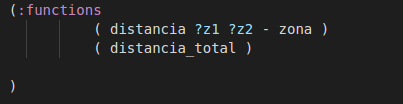 (:functions
( distancia ?z1 ?z2 - zona )
( distancia_total )
)